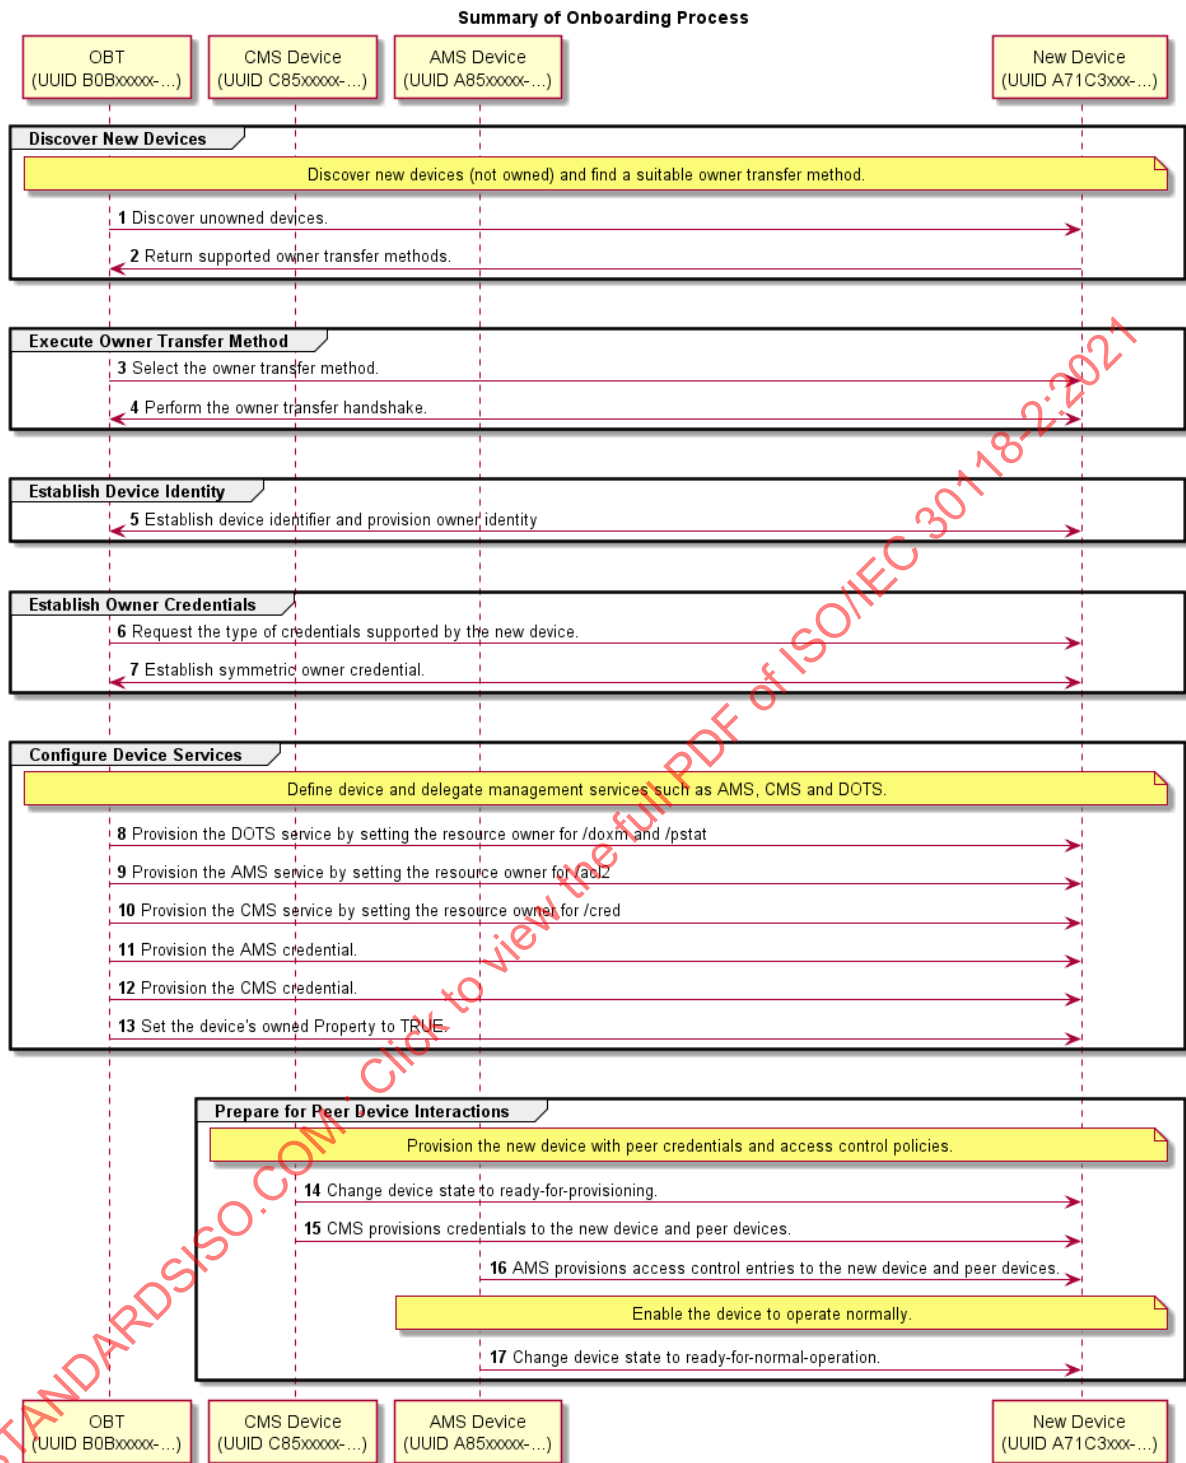 Summary of Onboarding Process
OBT
(UUID B0Bxxxxx-...)
CMS Device
(UUID C85xxxxx-...)
AMS Device
(UUID A85xxxxx-...)
New Device
(UUID A71C3xxx-...)
Discover New Devices
Discover new devices (not owned) and find a suitable owner transfer method.
1 Discover unowned devices.
2 Return supported owner transfer methods.
Execute Owner Transfer Method
3 Select the owner transfer method.
4 Perform the owner transfer handshake.
Establish Device Identity
5 Establish device identifier and provision owner identity
Establish Owner Credentials
6 Request the type of credentials supported by the new device.
7 Establish symmetric owner credential.
Configure Device Services
Define device and delegate management services such as AMS, CMS and DOTS.
8 Provision the DOTS service by setting the resource owner for /doxm and /pstat
9 Provision the AMS service by setting the resource owner for /acl2
10 Provision the CMS service by setting the resource owner for /cred
11 Provision the AMS credential.
12 Provision the CMS credential.
13 Set the device's owned Property to TRUE.
Prepare for Peer Device Interactions
Provision the new device with peer credentials and access control policies.
14 Change device state to ready-for-provisioning.
15 CMS provisions credentials to the new device and peer devices.
16 AMS provisions access control entries to the new device and peer devices.
Enable the device to operate normally.
17 Change device state to ready-for-normal-operation.
OBT
(UUID B0Bxxxxx-...)
CMS Device
(UUID C85xxxxx-...)
AMS Device
(UUID A85xxxxx-...)
New Device
(UUID A71C3xxx-...)
STANDARDSISO.COM : Click to view the full PDF of ISO/IEC 30118-2:2021